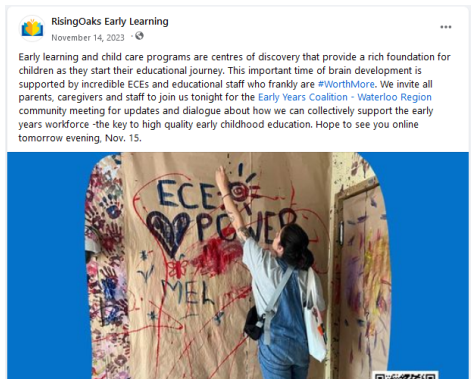 RisingOaks Early Learning
November 14, 2023 ·
Early learning and child care programs are centres of discovery that provide a rich foundation for
children as they start their educational journey. This important time of brain development is
supported by incredible ECEs and educational staff who frankly are #WorthMore. We invite all
parents, caregivers and staff to join us tonight for the Early Years Coalition - Waterloo Region
community meeting for updates and dialogue about how we can collectively support the early
years workforce -the key to high quality early childhood education. Hope to see you online
tomorrow evening, Nov. 15.
ECE
POWER
MEL